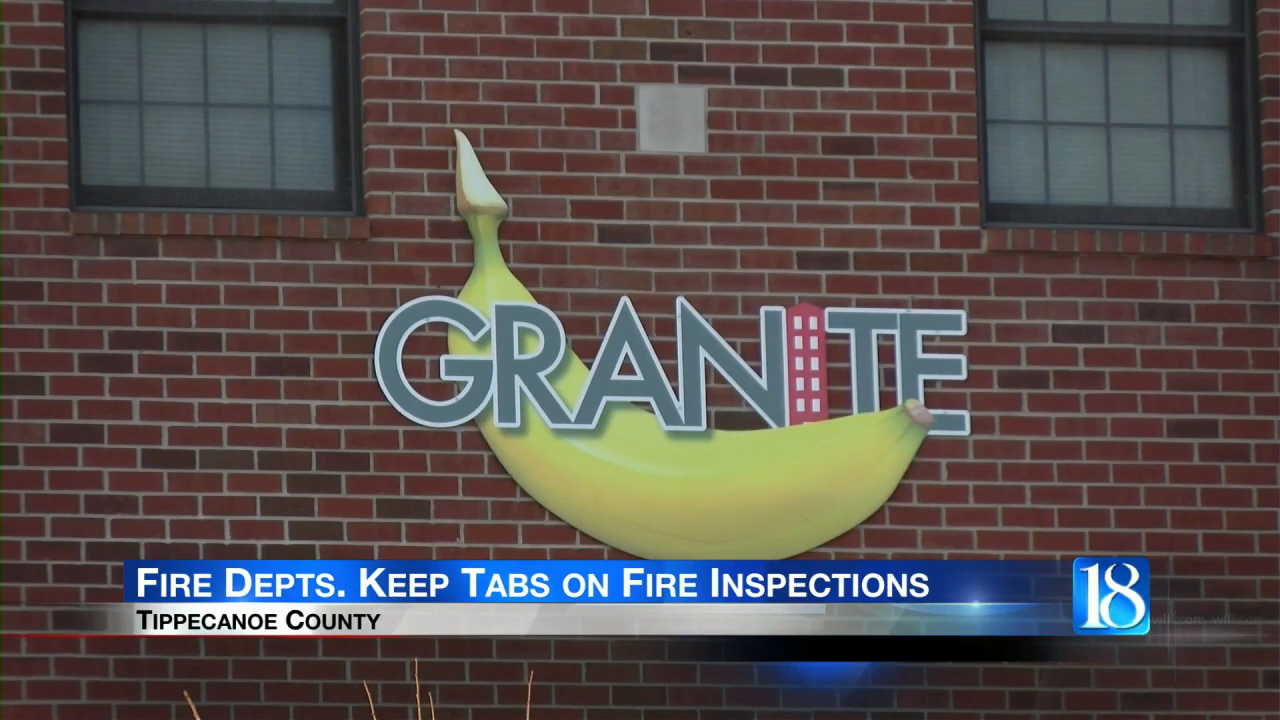 GRANITE
FIRE DEPTS. KEEP TABS ON FIRE INSPECTIONS
18
TIPPECANOE COUNTY